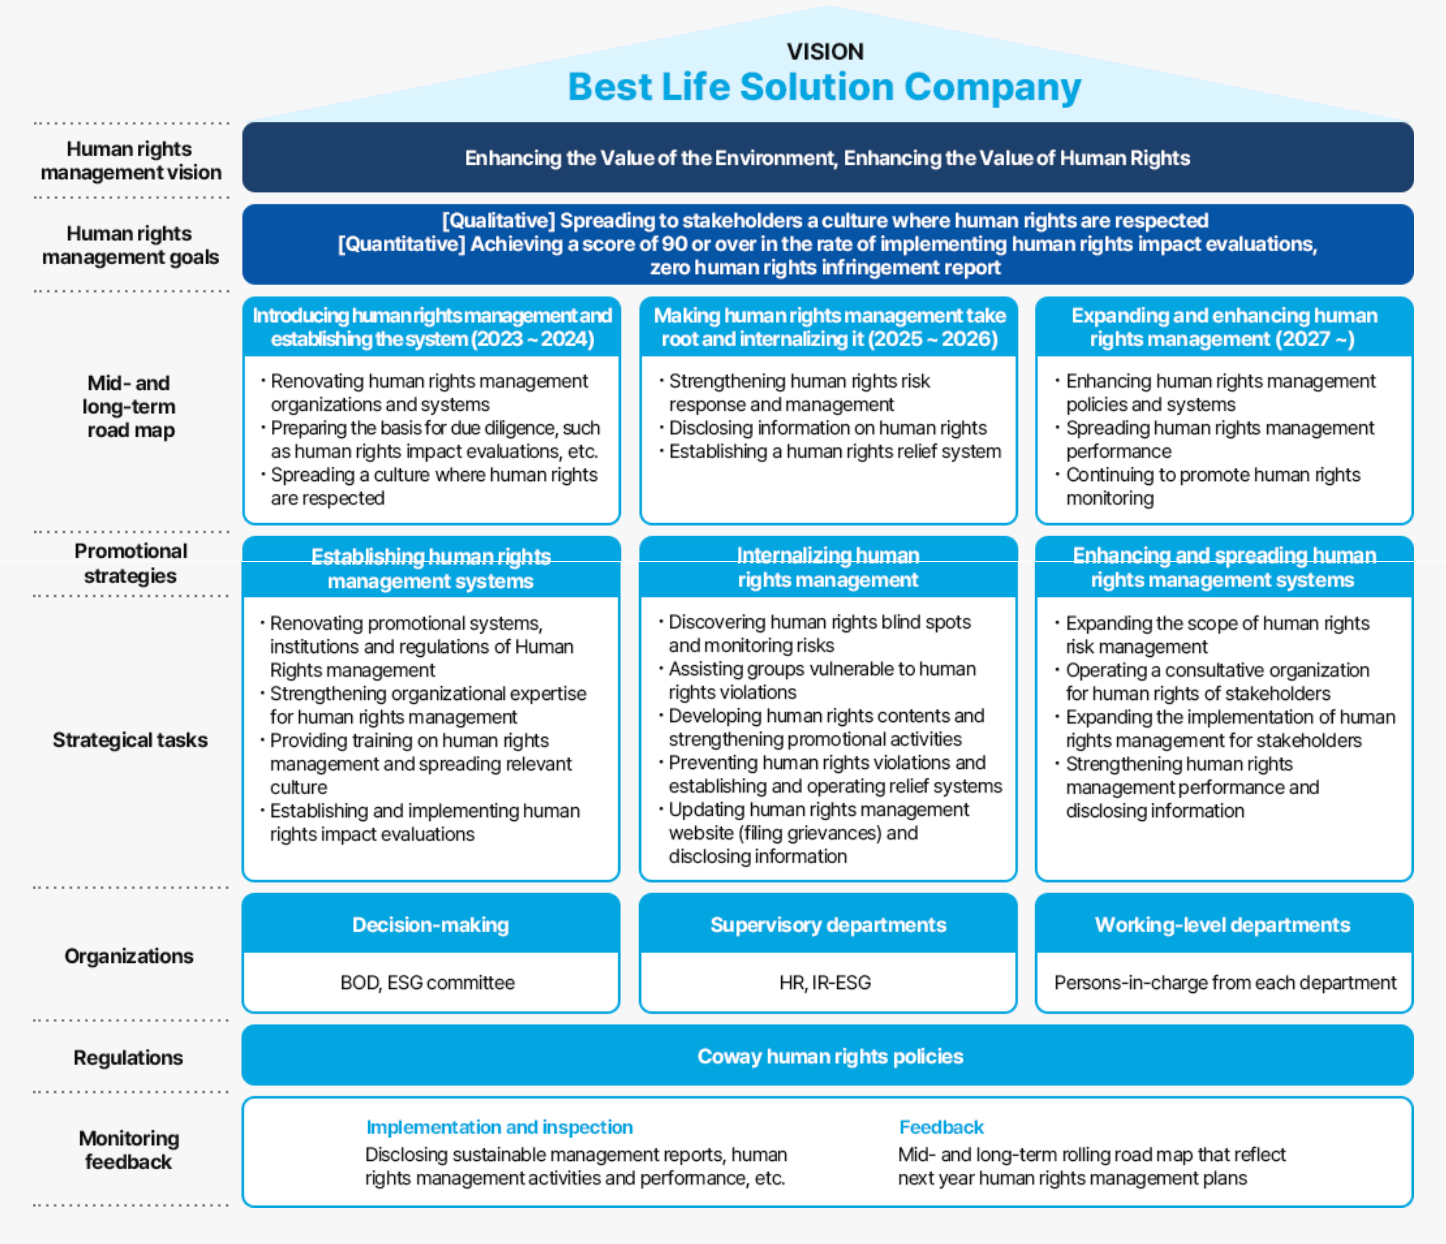 VISION
Best Life Solution Company
Human rights
management vision
Enhancing the Value of the Environment, Enhancing the Value of Human Rights
Human rights
management goals
[Qualitative] Spreading to stakeholders a culture where human rights are respected
[Quantitative] Achieving a score of 90 or over in the rate of implementing human rights impact evaluations,
zero human rights infringement report
Mid- and
long-term
road map
Introducing human rights management and
establishing the system (2023 ~ 2024)
· Renovating human rights management
organizations and systems
· Preparing the basis for due diligence, such
as human rights impact evaluations, etc.
· Spreading a culture where human rights
are respected
Making human rights management take
root and internalizing it (2025 ~ 2026)
· Strengthening human rights risk
response and management
· Disclosing information on human rights
· Establishing a human rights relief system
Expanding and enhancing human
rights management (2027 ~)
· Enhancing human rights management
policies and systems
· Spreading human rights management
performance
· Continuing to promote human rights
monitoring
Promotional
strategies
Establishing human rights
management systems
Internalizing human
rights management
Enhancing and spreading human
rights management systems
Strategical tasks
· Renovating promotional systems,
institutions and regulations of Human
Rights management
· Strengthening organizational expertise
for human rights management
· Providing training on human rights
management and spreading relevant
culture
· Establishing and implementing human
rights impact evaluations
· Discovering human rights blind spots
and monitoring risks
· Assisting groups vulnerable to human
rights violations
· Developing human rights contents and
strengthening promotional activities
· Preventing human rights violations and
establishing and operating relief systems
· Updating human rights management
website (filing grievances) and
disclosing information
· Expanding the scope of human rights
risk management
· Operating a consultative organization
for human rights of stakeholders
· Expanding the implementation of human
rights management for stakeholders
· Strengthening human rights
management performance and
disclosing information
Organizations
Decision-making
BOD, ESG committee
Supervisory departments
HR, IR-ESG
Working-level departments
Persons-in-charge from each department
Regulations
Coway human rights policies
Monitoring
feedback
Implementation and inspection
Disclosing sustainable management reports, human
rights management activities and performance, etc.
Feedback
Mid- and long-term rolling road map that reflect
next year human rights management plans